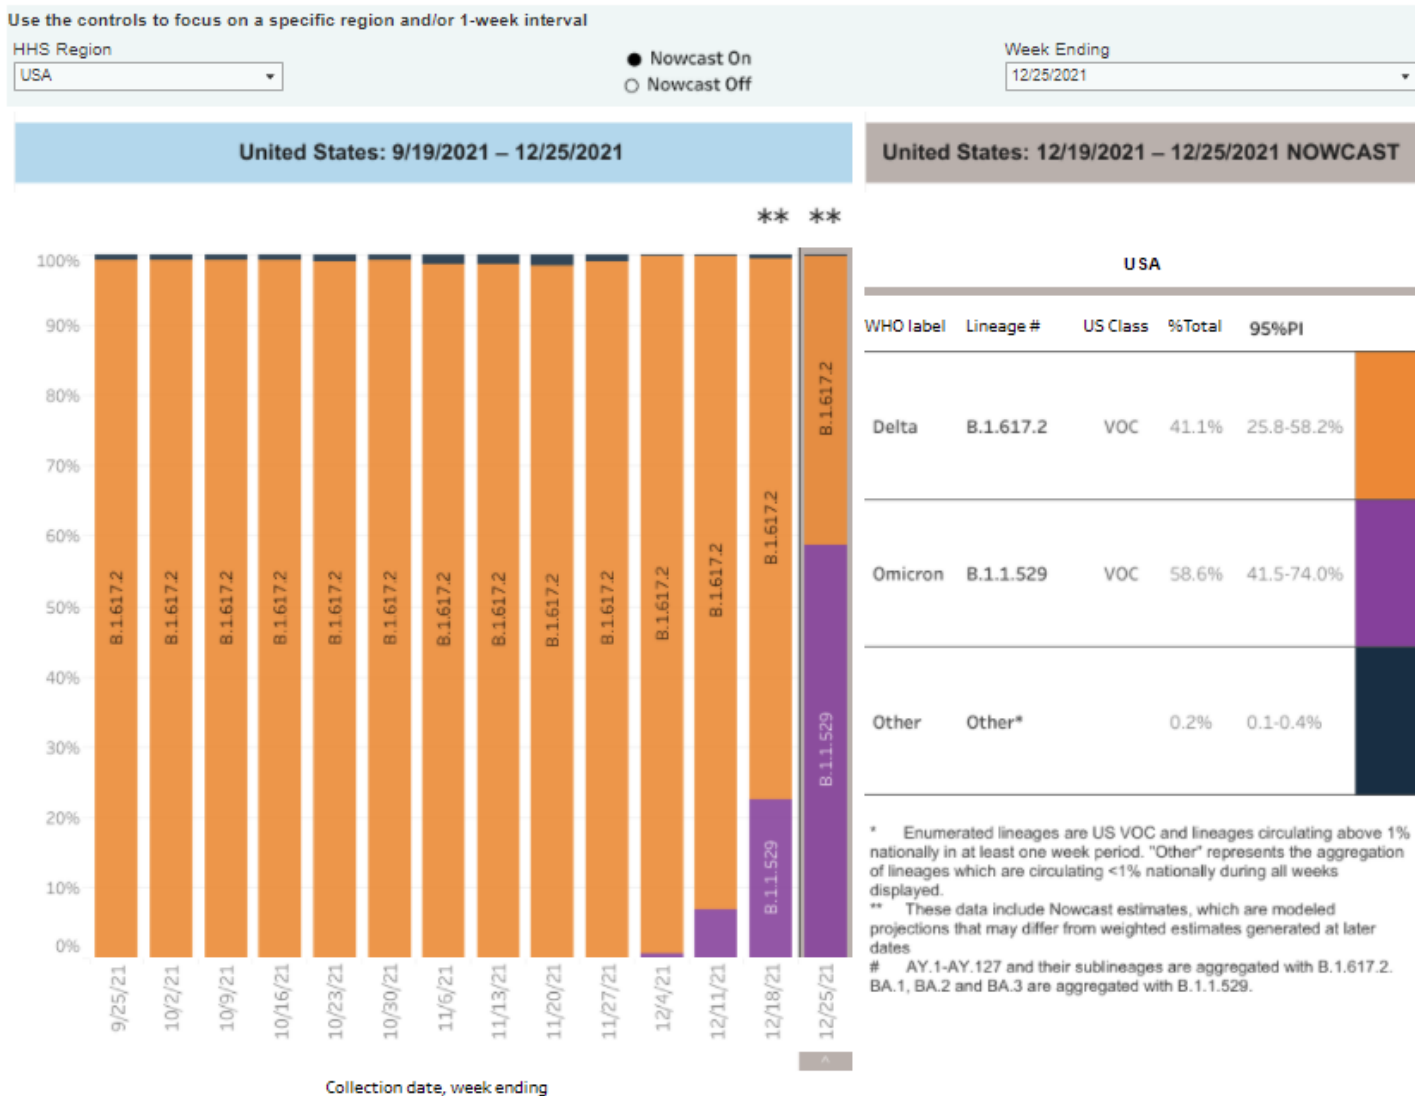 Use the controls to focus on a specific region and/or 1-week interval
HHS Region
USA
Nowcast On
Nowcast Off
Week Ending
12/25/2021
United States: 9/19/2021 – 12/25/2021
** **
100%
90%
80%
70%
60%
50%
40%
30%
20%
10%
0%
B.1.617.2
B.1.617.2
B.1.617.2
B.1.617.2
B.1.617.2
B.1.617.2
B.1.617.2
B.1.617.2
B.1.617.2
B.1.617.2
B.1.617.2
B.1.617.2
B.1.617.2
B.1.1.529
B.1.617.2
B.1.1.529
9/25/21
10/2/21
10/9/21
10/16/21
10/23/21
10/30/21
11/6/21
11/13/21
11/20/21
11/27/21
12/4/21
12/11/21
12/18/21
12/25/21
Collection date, week ending
United States: 12/19/2021 – 12/25/2021 NOWCAST
USA
WHO label Lineage # US Class %Total 95%PI
Delta B.1.617.2 VOC 41.1% 25.8-58.2%
Omicron B.1.1.529 VOC 58.6% 41.5-74.0%
Other Other* 0.2% 0.1-0.4%
* Enumerated lineages are US VOC and lineages circulating above 1%
nationally in at least one week period. "Other" represents the aggregation
of lineages which are circulating <1% nationally during all weeks
displayed.
** These data include Nowcast estimates, which are modeled
projections that may differ from weighted estimates generated at later
dates
# AY.1-AY.127 and their sublineages are aggregated with B.1.617.2.
BA.1, BA.2 and BA.3 are aggregated with B.1.1.529.